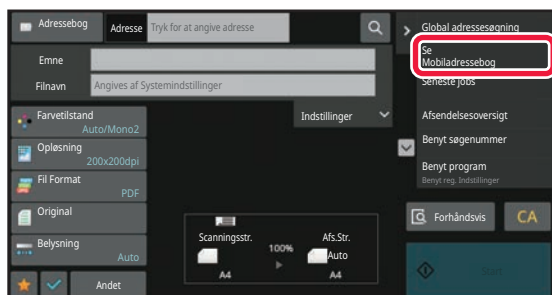 Adressebog
Adresse
Tryk for at angive adresse
Emne
Filnavn
Angives af Systemindstillinger
Indstillinger
Farvetilstand
Auto/Mono2
Opløsning
200x200dpi
Fil Format
PDF
Original
Belysning
Auto
Andet
Scanningsstr.
100%
Afs.Str.
Auto
A4
A4
Global adressesøgning
Se
Mobiladressebog
Seneste jobs
Afsendelsesoversigt
Benyt søgenummer
Benyt program
Benyt reg. Indstillinger
Forhåndsvis
CA
Start